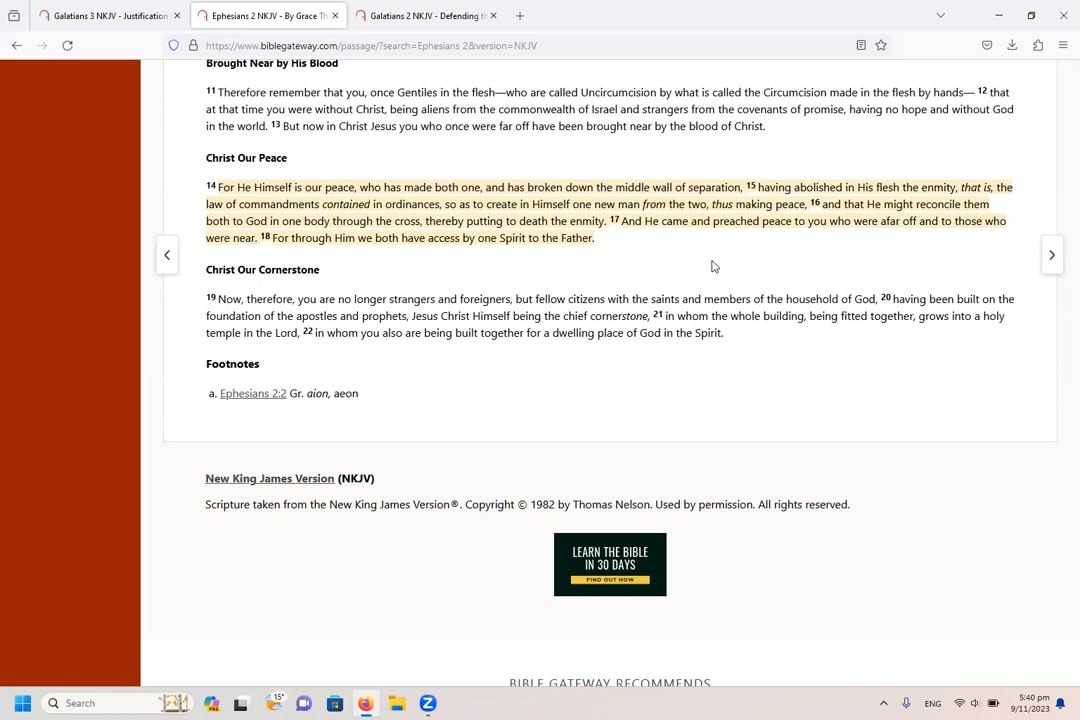 Galatians 3 NKJV - Justification
Ephesians 2 NKJV - By Grace Th
Galatians 2 NKJV - Defending th
https://www.biblegateway.com/passage/?search=Ephesians 2&version=NKJV
Brought Near by His Blood
11 Therefore remember that you, once Gentiles in the flesh—who are called Uncircumcision by what is called the Circumcision made in the flesh by hands— 12 that
at that time you were without Christ, being aliens from the commonwealth of Israel and strangers from the covenants of promise, having no hope and without God
in the world. 13 But now in Christ Jesus you who once were far off have been brought near by the blood of Christ.
Christ Our Peace
14 For He Himself is our peace, who has made both one, and has broken down the middle wall of separation, 15 having abolished in His flesh the enmity, that is, the
law of commandments contained in ordinances, so as to create in Himself one new man from the two, thus making peace, 16 and that He might reconcile them
both to God in one body through the cross, thereby putting to death the enmity. 17 And He came and preached peace to you who were afar off and to those who
were near. 18 For through Him we both have access by one Spirit to the Father.
Christ Our Cornerstone
19 Now, therefore, you are no longer strangers and foreigners, but fellow citizens with the saints and members of the household of God, 20 having been built on the
foundation of the apostles and prophets, Jesus Christ Himself being the chief cornerstone, 21 in whom the whole building, being fitted together, grows into a holy
temple in the Lord, 22 in whom you also are being built together for a dwelling place of God in the Spirit.
Footnotes
a. Ephesians 2:2 Gr. aion, aeon
New King James Version (NKJV)
Scripture taken from the New King James Version®. Copyright © 1982 by Thomas Nelson. Used by permission. All rights reserved.
LEARN THE BIBLE
IN 30 DAYS
FIND OUT HOW
BIBLE GATEWAY RECOMMENDS
Search
PRE
15°
Z
ENG
5:40 pm
9/11/2023